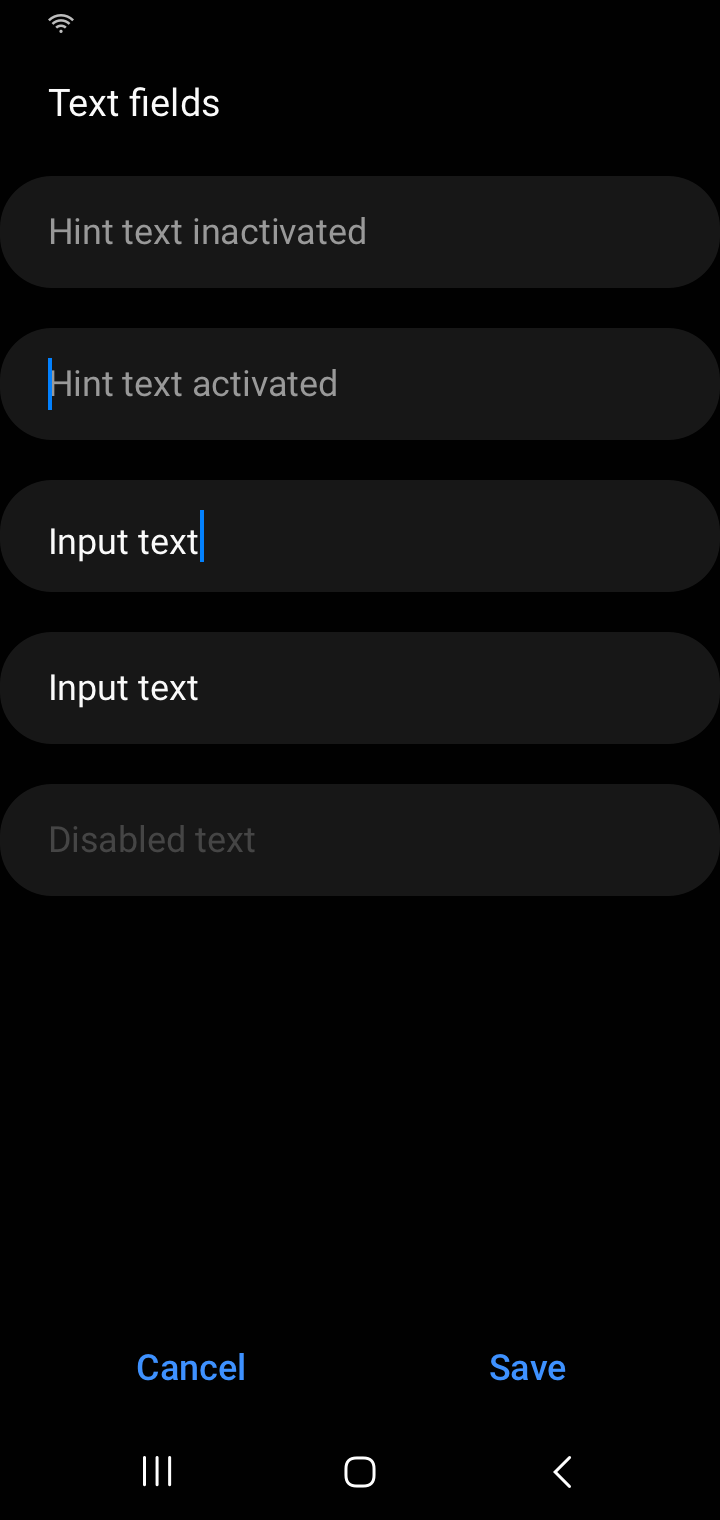 Text fields
Hint text inactivated
Hint text activated
Input text
Input text
Disabled text
Cancel Save